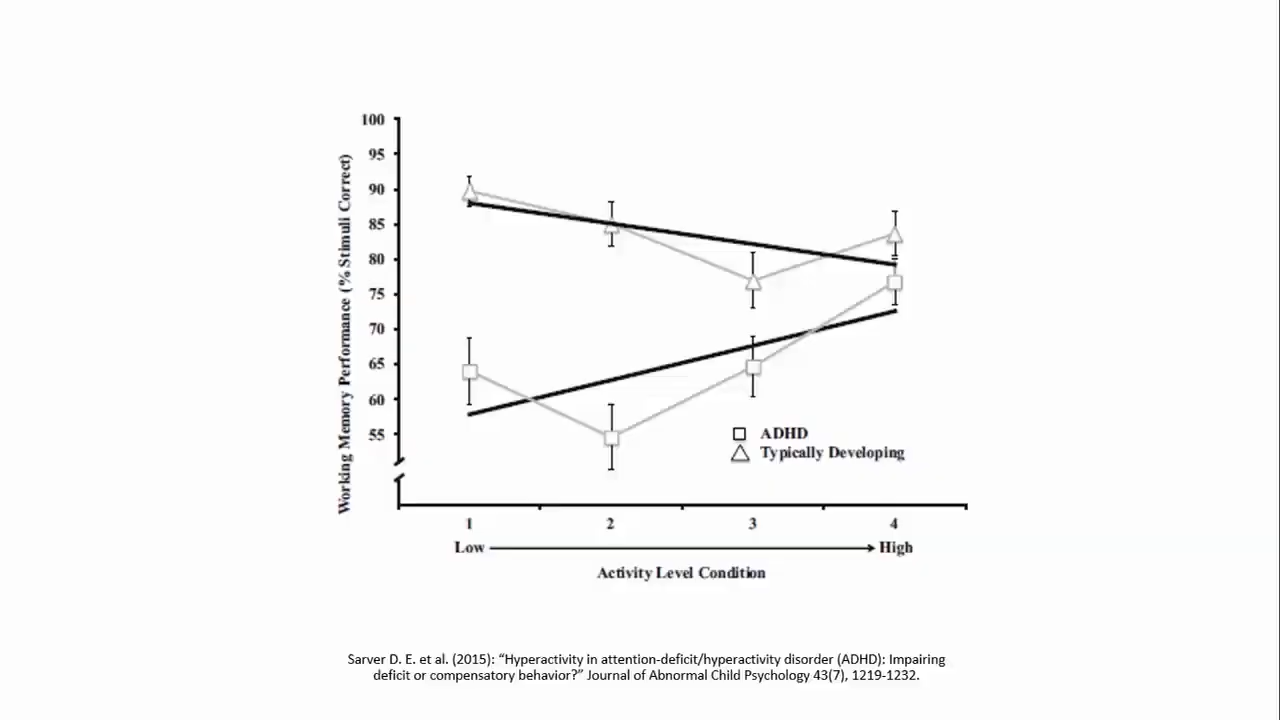 100
95
90
85
80
75
70
65
60
55
Working Memory Performance (% Stimuli Correct)
ADHD
Typically Developing
1 2 3 4
Low High
Activity Level Condition
Sarver D. E. et al. (2015): “Hyperactivity in attention-deficit/hyperactivity disorder (ADHD): Impairing
deficit or compensatory behavior?” Journal of Abnormal Child Psychology 43(7), 1219-1232.